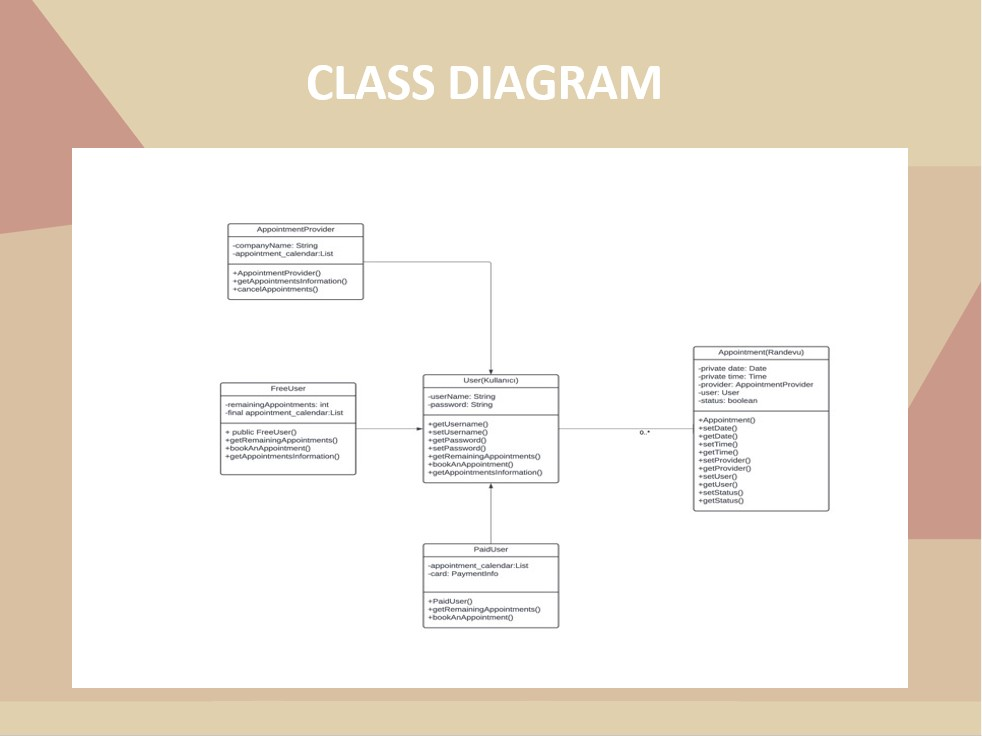 CLASS DIAGRAM
AppointmentProvider
-companyName: String
-appointment_calendar:List
+AppointmentProvider()
+getAppointmentsInformation()
+cancelAppointments()
FreeUser
-remainingAppointments: int
-final appointment_calendar:List
+ public FreeUser()
+getRemainingAppointments()
+bookAnAppointment()
+getAppointmentsInformation()
User(Kullanıcı)
-userName: String
-password: String
+getUsername()
+setUsername()
+getPassword()
+setPassword()
+getRemainingAppointments()
+bookAnAppointment()
+getAppointmentsInformation()
0..*
Appointment(Randevu)
-private date: Date
-private time: Time
-provider: AppointmentProvider
-user: User
-status: boolean
+Appointment()
+setDate()
+getDate()
+setTime()
+getTime()
+setProvider()
+getProvider()
+setUser()
+getUser()
+setStatus()
+getStatus()
PaidUser
-appointment_calendar:List
-card: PaymentInfo
+PaidUser()
+getRemainingAppointments()
+bookAnAppointment()